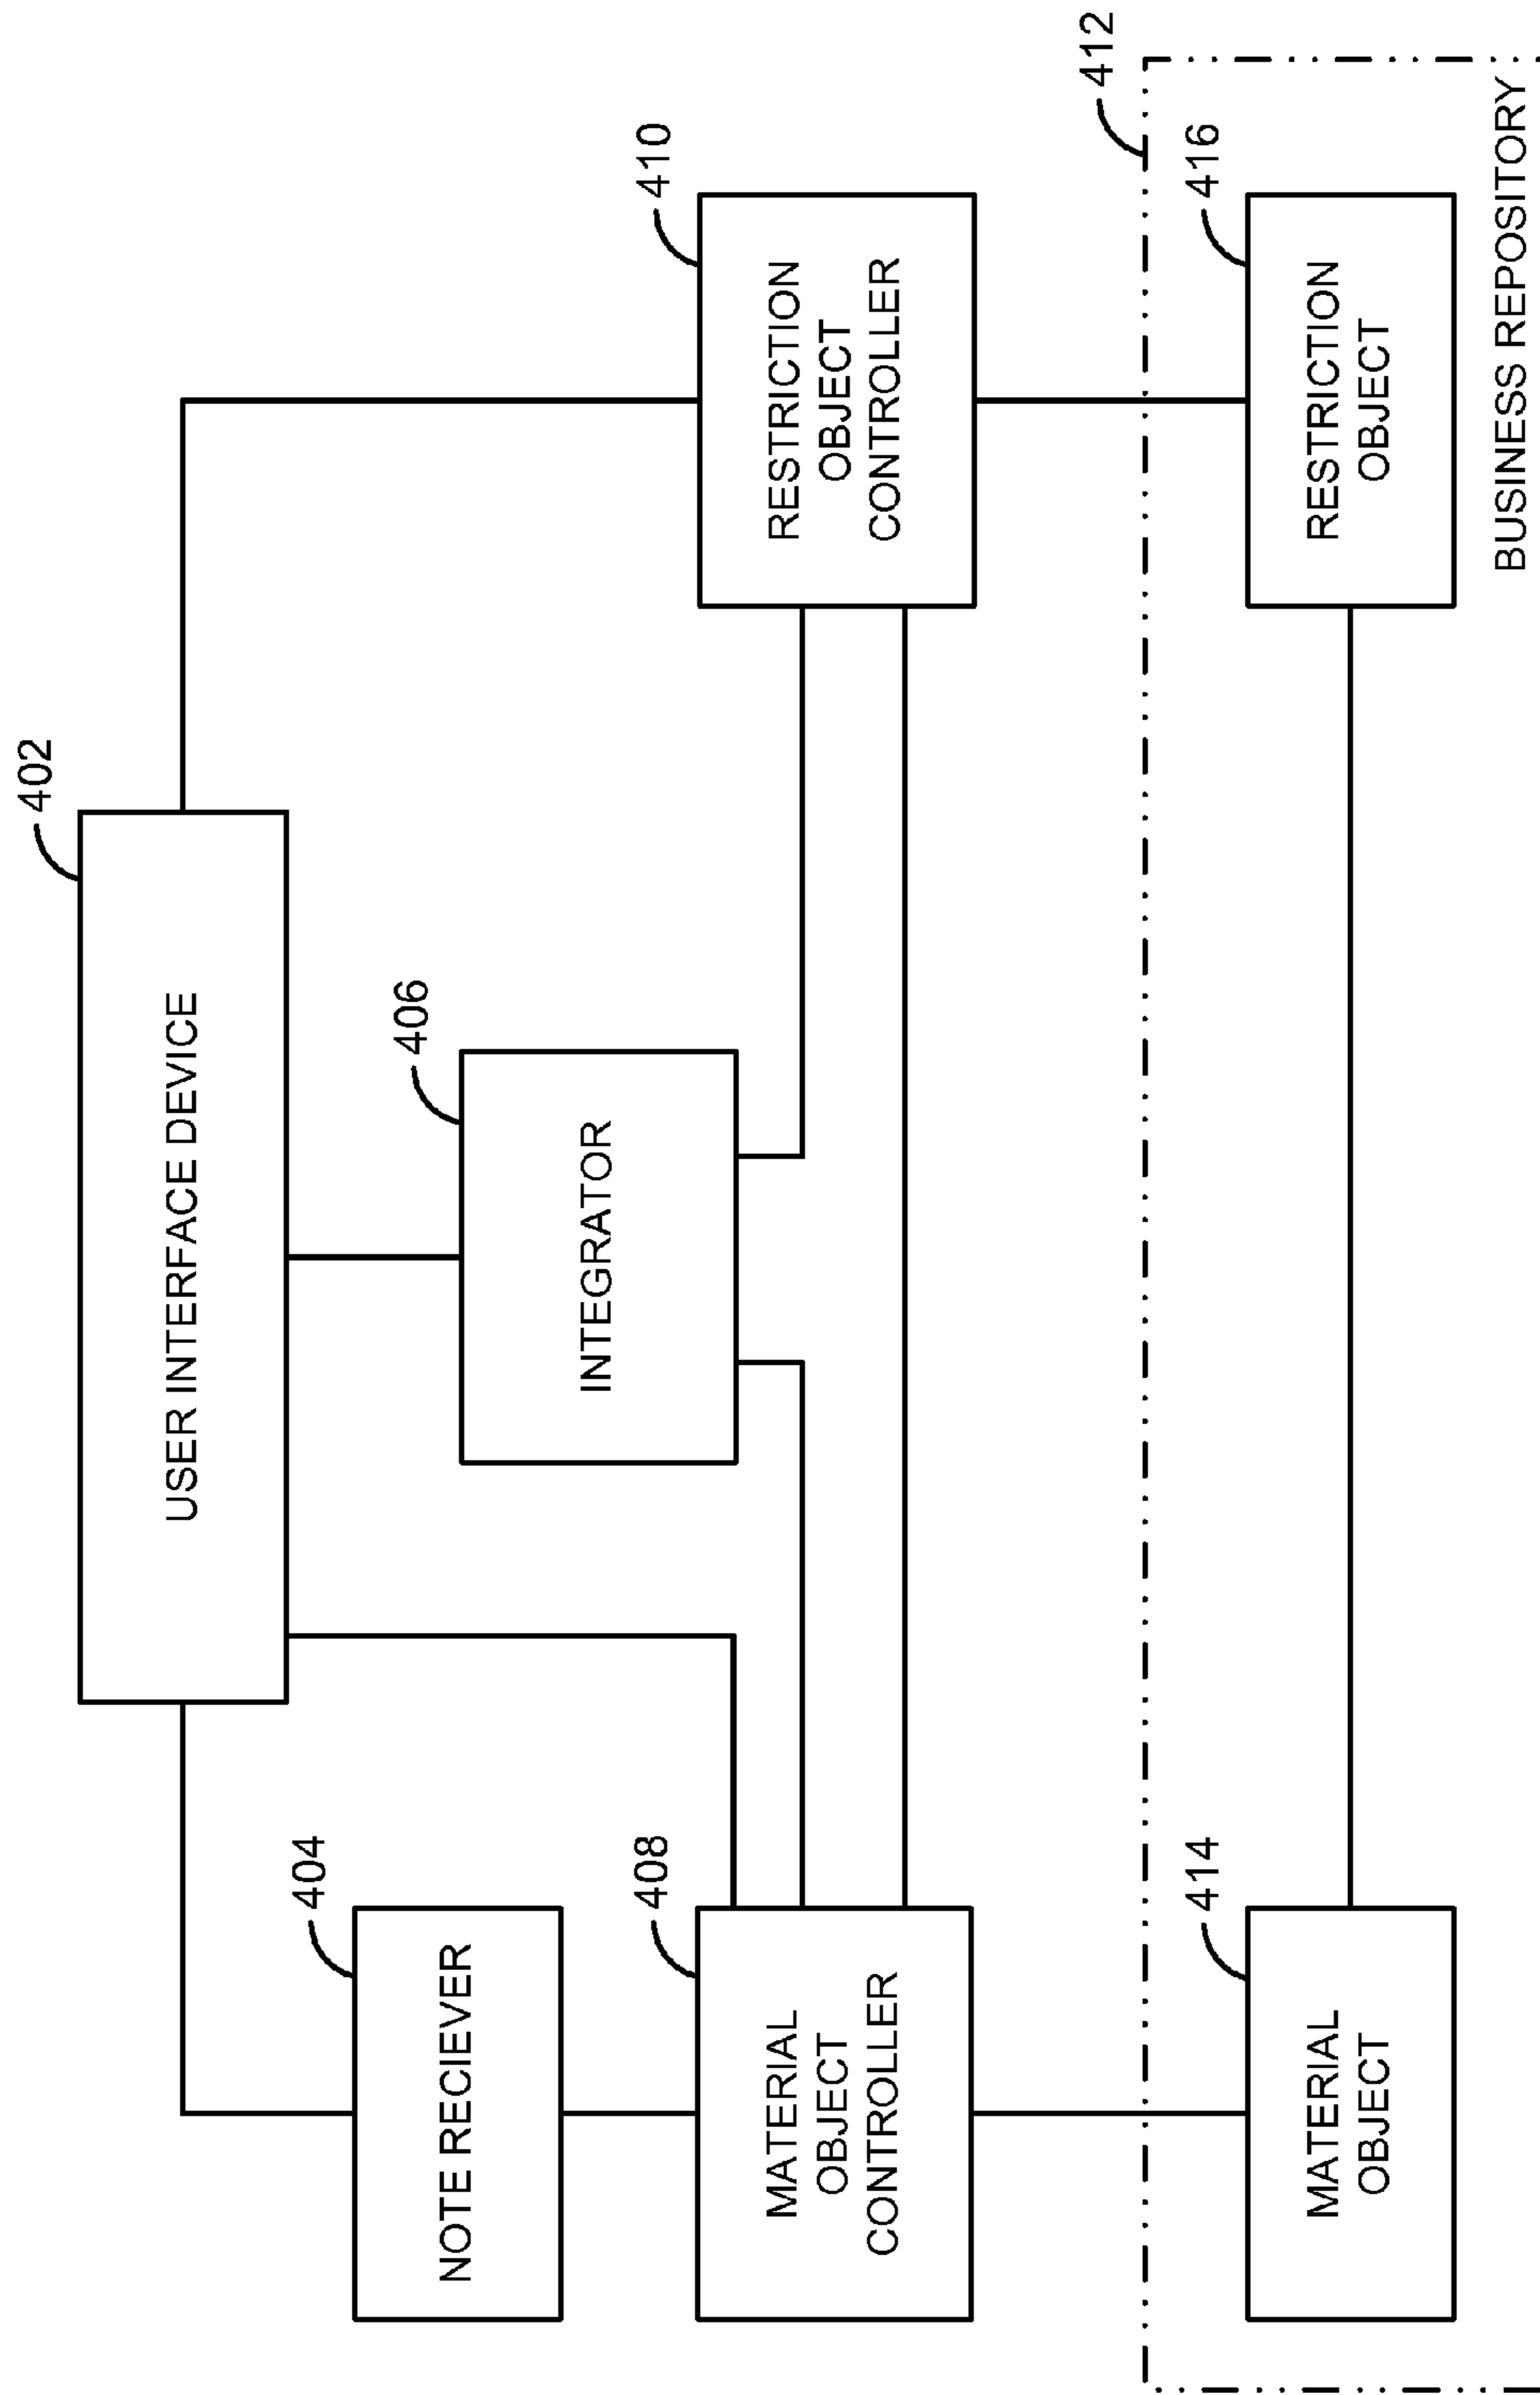 402
USER INTERFACE DEVICE
404
NOTE RECIEVER
406
INTEGRATOR
408
MATERIAL
OBJECT
CONTROLLER
410
RESTRICTION
OBJECT
CONTROLLER
412
414
MATERIAL
OBJECT
416
RESTRICTION
OBJECT
BUSINESS REPOSITORY